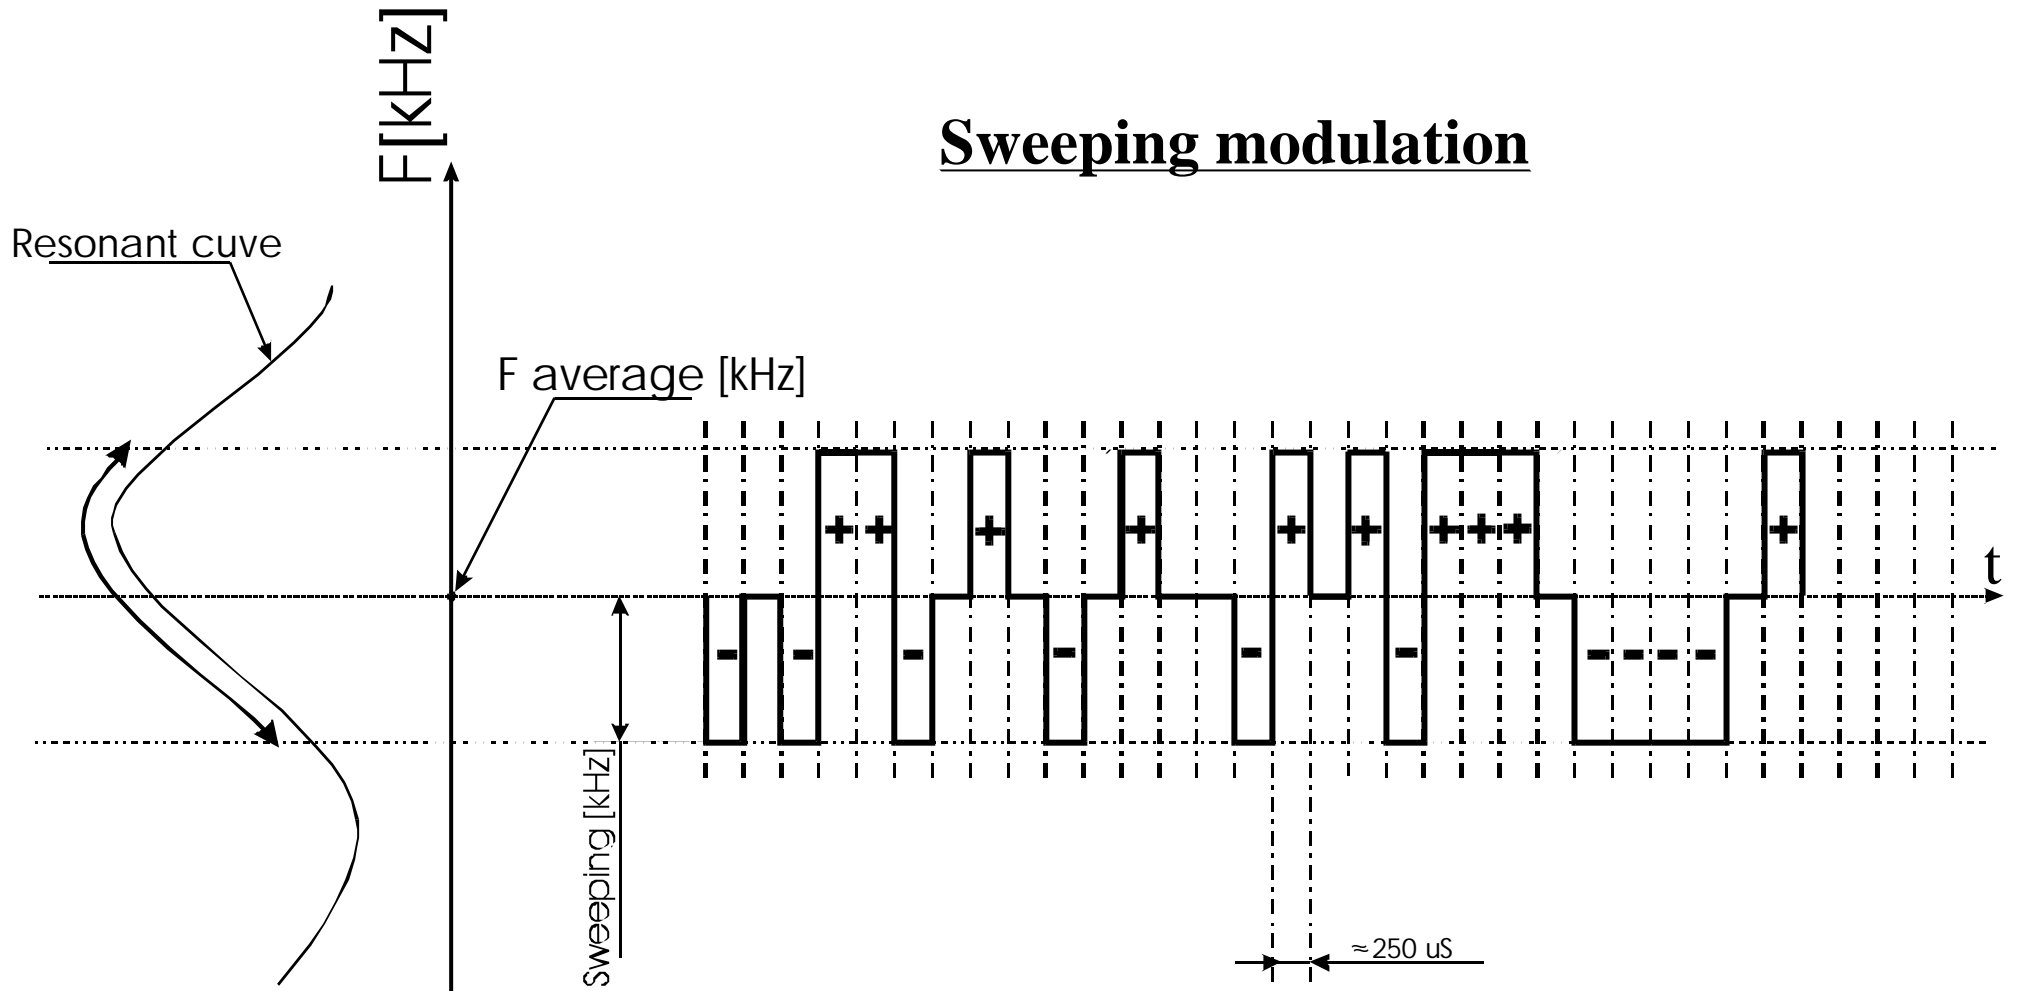 F[kHz]
Sweeping modulation
Resonant cuve
F average [kHz]
+ + + + + + + + + +
t
- - - - - - - - - -
Sweeping [kHz]
≈250 uS